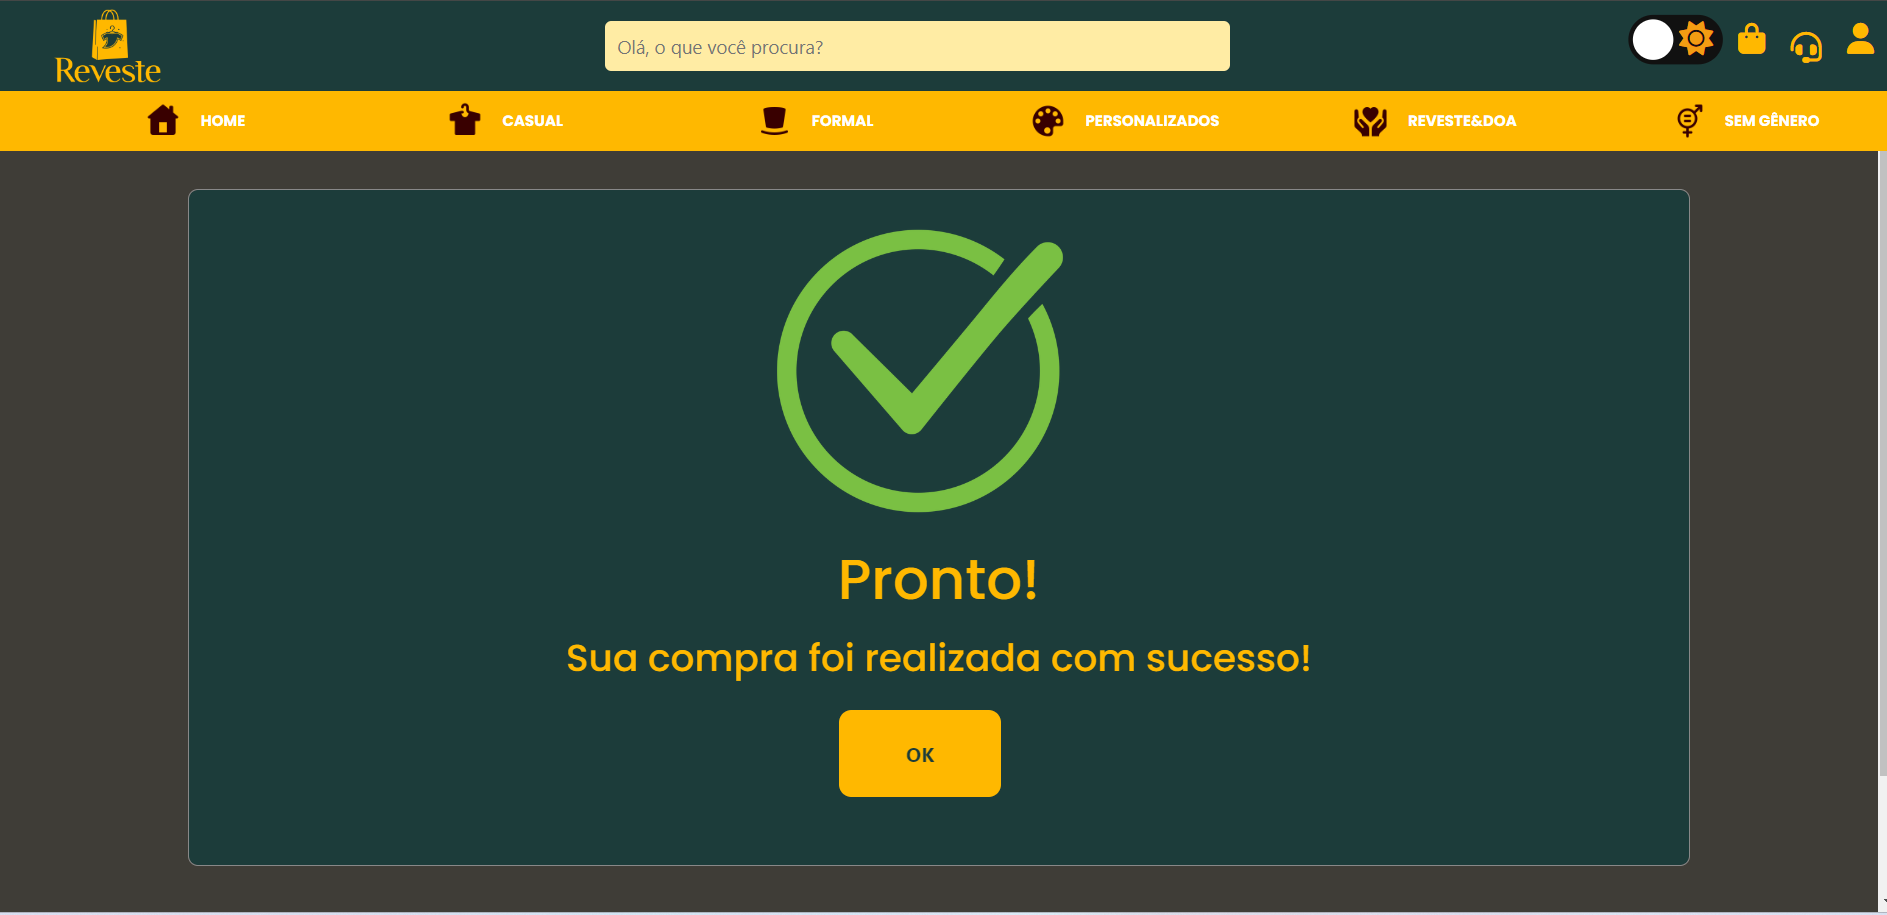 Reveste
Olá, o que você procura?
HOME
CASUAL
FORMAL
PERSONALIZADOS
REVESTE&DOA
SEM GÊNERO
Pronto!
Sua compra foi realizada com sucesso!
OK